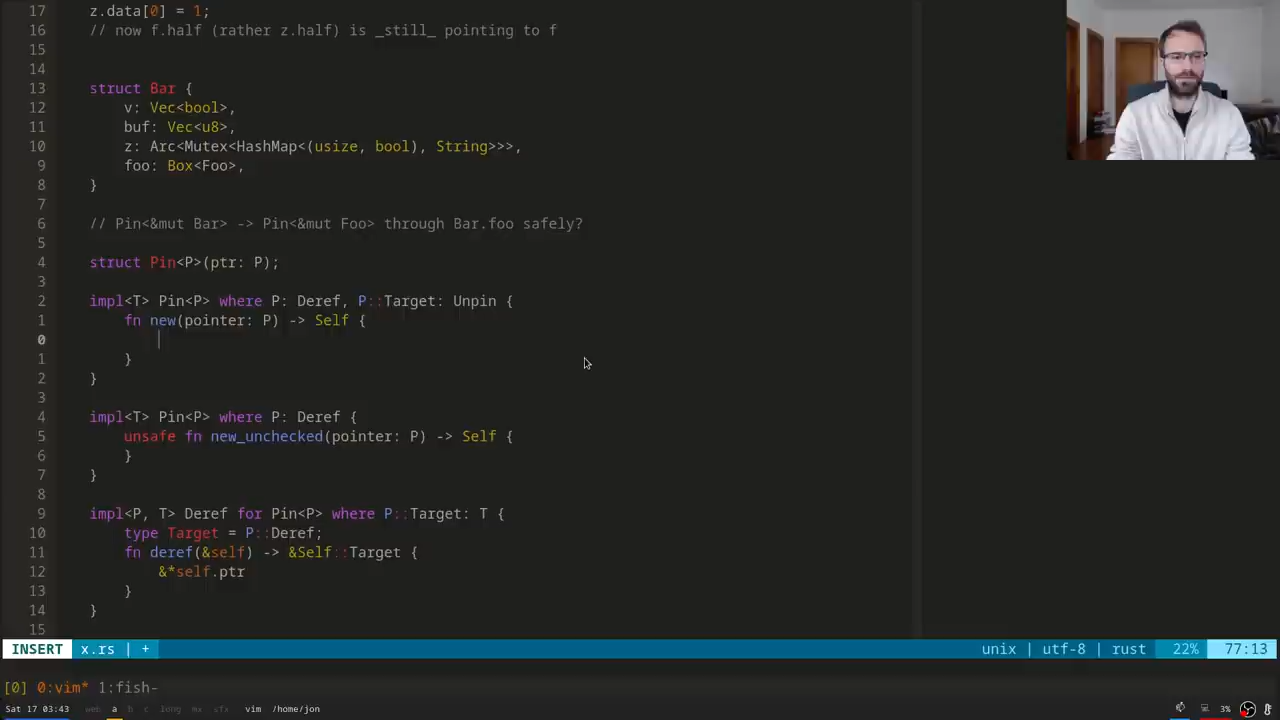 17 z.data[0] = 1;
16 // now f.half (rather z.half) is _still_ pointing to f
15
14
13 struct Bar {
12 v: Vec<bool>,
11 buf: Vec<u8>,
10 z: Arc<Mutex<HashMap<(usize, bool), String>>>,
9 foo: Box<Foo>,
8 }
7
6 // Pin<&mut Bar> -> Pin<&mut Foo> through Bar.foo safely?
5
4 struct Pin<P>(ptr: P);
3
2 impl<T> Pin<P> where P: Deref, P::Target: Unpin {
1 fn new(pointer: P) -> Self {
0
1 }
2 }
3
4 impl<T> Pin<P> where P: Deref {
5 unsafe fn new_unchecked(pointer: P) -> Self {
6 }
7 }
8
9 impl<P, T> Deref for Pin<P> where P::Target: T {
10 type Target = P::Deref;
11 fn deref(&self) -> &Self::Target {
12 &*self.ptr
13 }
14 }
15
INSERT x.rs | + unix | utf-8 | rust 22% 77:13
[0] 0:vim* 1:fish-
Sat 17 03:43 web a b c long mx sfx vim /home/jon 3%